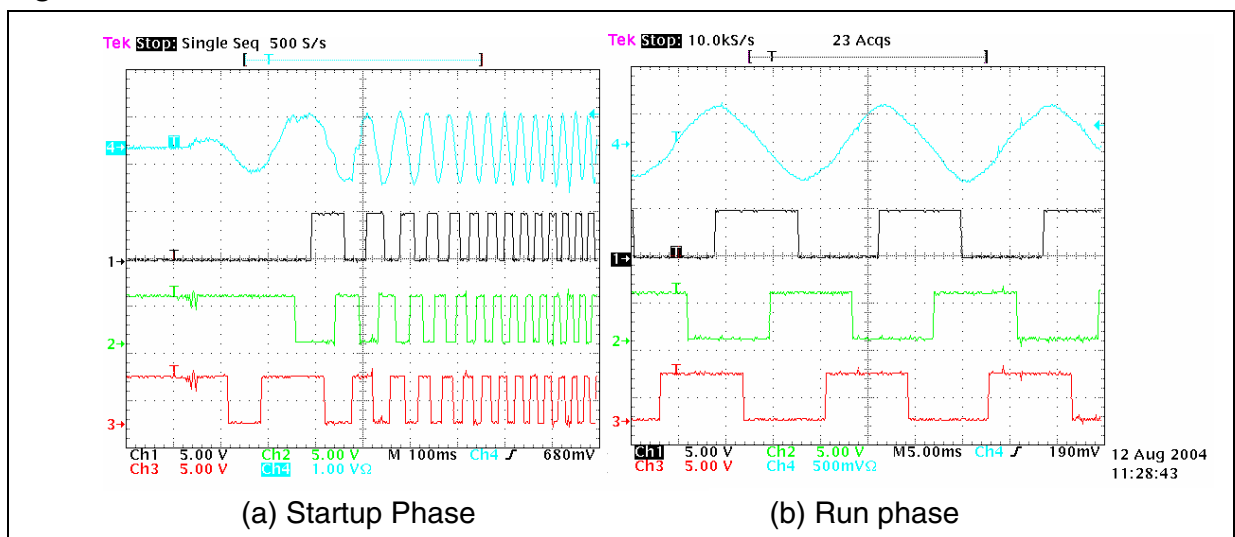 Tek Stop: Single Seq 500 S/s
[ T ]
4→ T
T
1→
T
2→
T
3→
Ch1 5.00 V Ch2 5.00 V M 100ms Ch4 680mV
Ch3 5.00 V Ch4 1.00 VΩ
(a) Startup Phase
Tek Stop: 10.0kS/s 23 Acqs
[ T ]
T
4→
T
1→
T
2→
T
3→
Ch1 5.00 V Ch2 5.00 V M5.00ms Ch4 190mV
Ch3 5.00 V Ch4 500mVΩ
12 Aug 2004
11:28:43
(b) Run phase